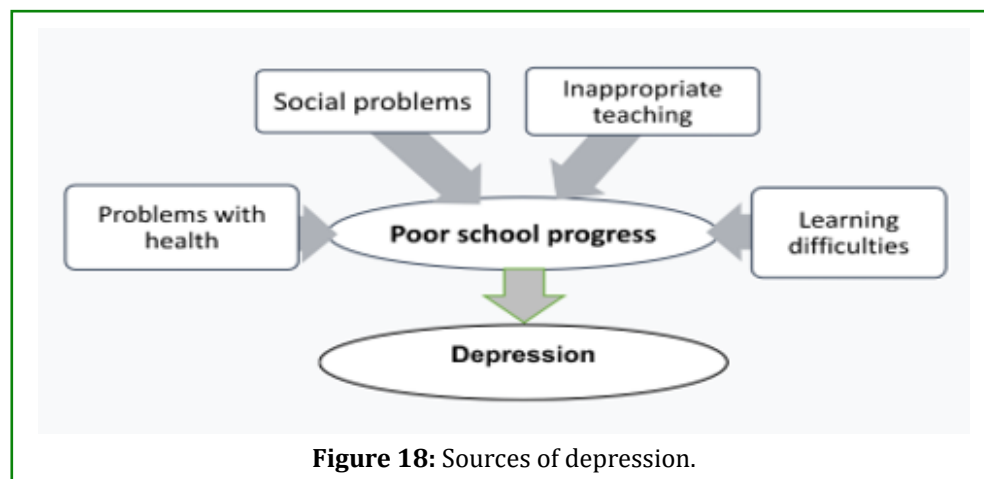 Social problems
Inappropriate
teaching
Problems with
health
Poor school progress
Learning
difficulties
Depression
Figure 18: Sources of depression.